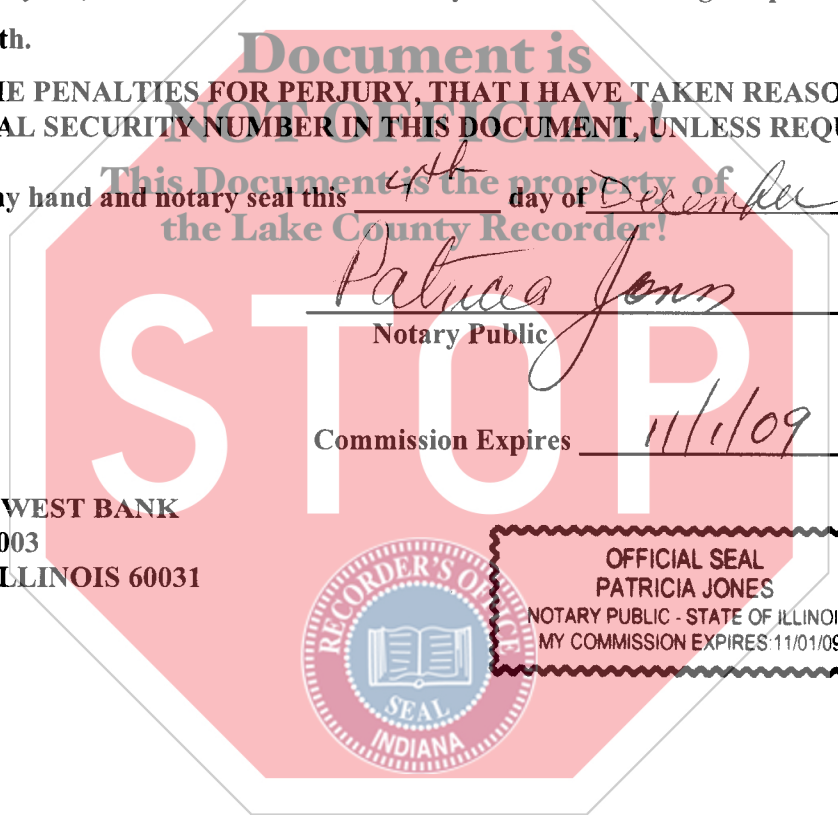 th.
Document is
IE PENALTIES FOR PERJURY, THAT I HAVE TAKEN REASO
NOT OFFICIAL!
AL SECURITY NUMBER IN THIS DOCUMENT, UNLESS REQU
This Document is the property of
ny hand and notary seal this 4th day of December
the Lake County Recorder!
Patricia Jones
Notary Public
STOP
Commission Expires 11/1/09
WEST BANK
003
LLINOIS 60031
OFFICIAL SEAL
PATRICIA JONES
NOTARY PUBLIC - STATE OF ILLINOI
MY COMMISSION EXPIRES:11/01/09
RECORDER'S OFFICE
SEAL
INDIANA